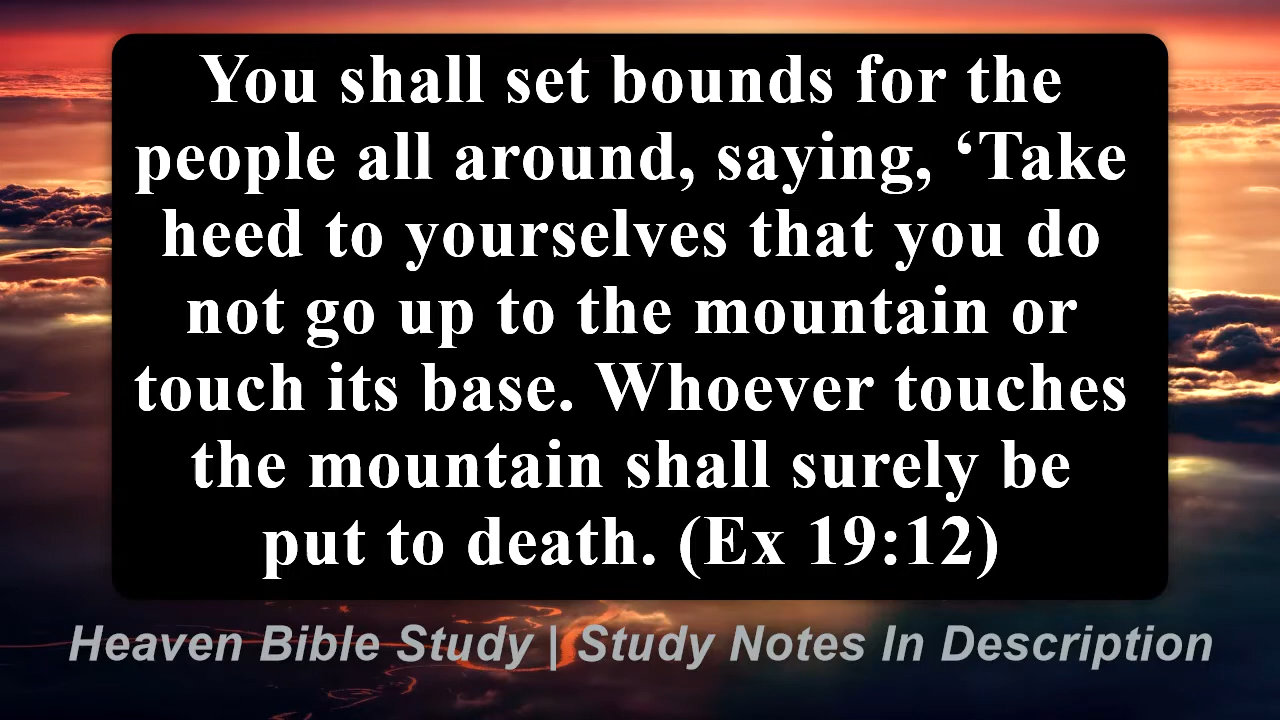 You shall set bounds for the
people all around, saying, ‘Take
heed to yourselves that you do
not go up to the mountain or
touch its base. Whoever touches
the mountain shall surely be
put to death. (Ex 19:12)
Heaven Bible Study | Study Notes In Description